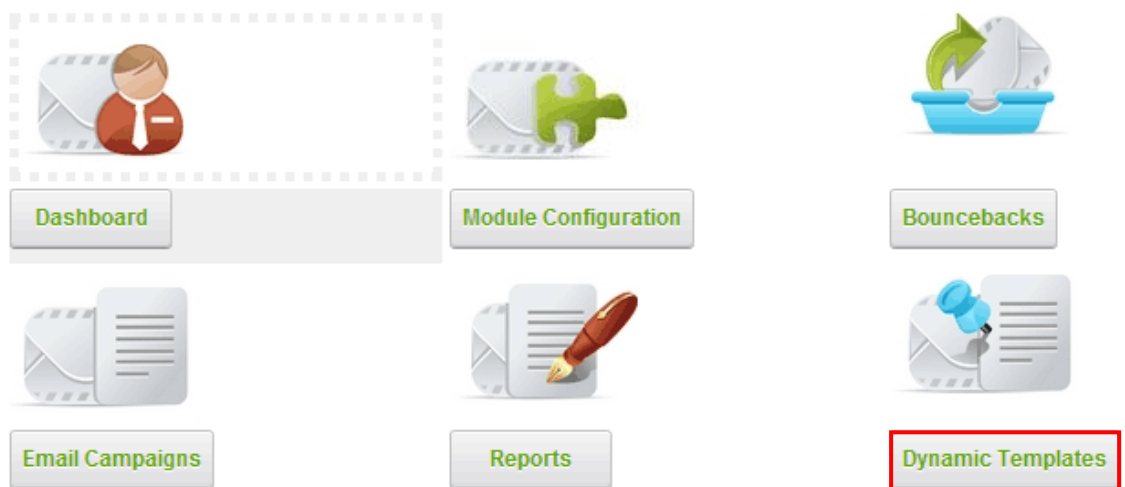 Dashboard
Module Configuration
Bouncebacks
Email Campaigns
Reports
Dynamic Templates